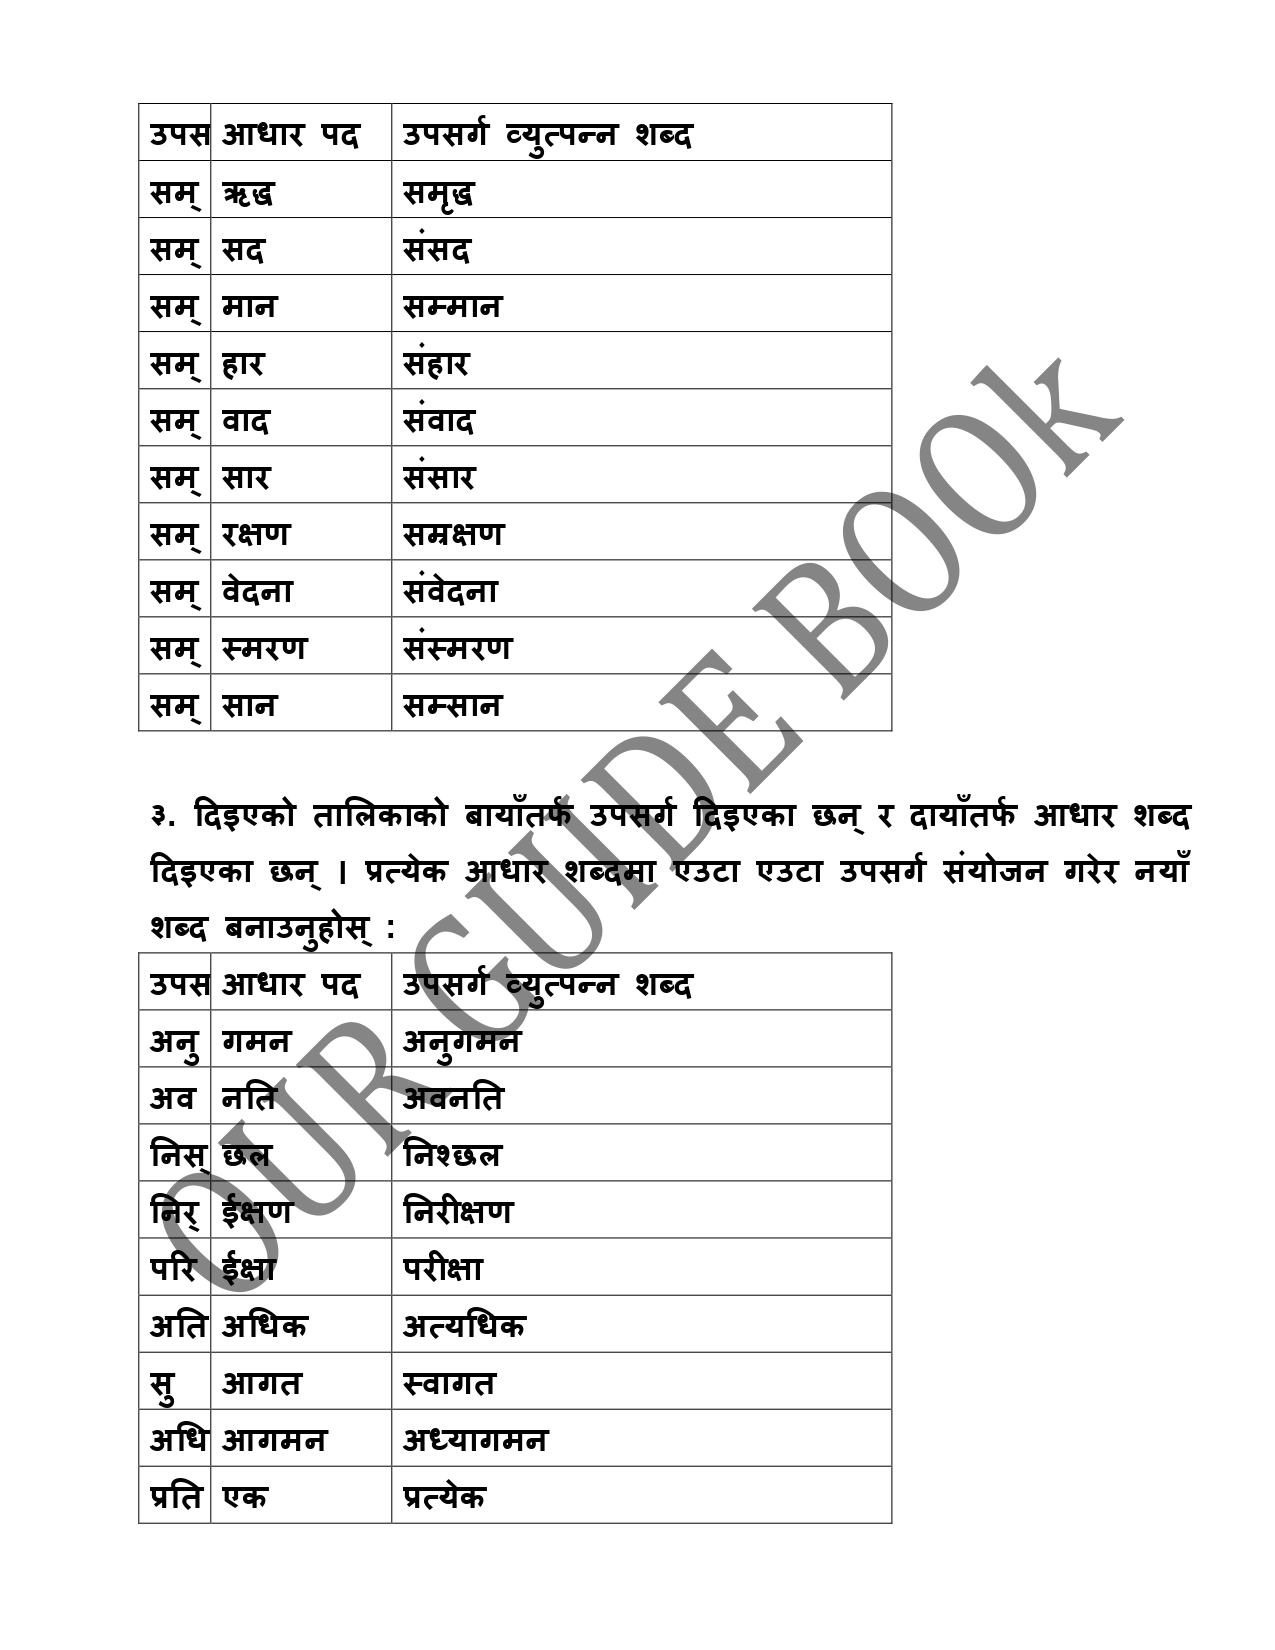 उपस आधार पद उपसर्ग व्युत्पन्न शब्द
सम् ऋद्ध समृद्ध
सम् सद संसद
सम् मान सम्मान
सम् हार संहार
सम् वाद संवाद
सम् सार संसार
सम् रक्षण सम्रक्षण
सम् वेदना संवेदना
सम् स्मरण संस्मरण
सम् सान सम्सान
३. दिइएको तालिकाको बायाँतर्फ उपसर्ग दिइएका छन् र दायाँतर्फ आधार शब्द
दिइएका छन् । प्रत्येक आधार शब्दमा एउटा एउटा उपसर्ग संयोजन गरेर नयाँ
शब्द बनाउनुहोस् :
उपस आधार पद उपसर्ग व्युत्पन्न शब्द
अनु गमन अनुगमन
अव नति अवनति
निस् छल निश्छल
निर् ईक्षण निरीक्षण
परि ईक्षा परीक्षा
अति अधिक अत्यधिक
सु आगत स्वागत
अधि आगमन अध्यागमन
प्रति एक प्रत्येक
OUR GUIDE BOOk